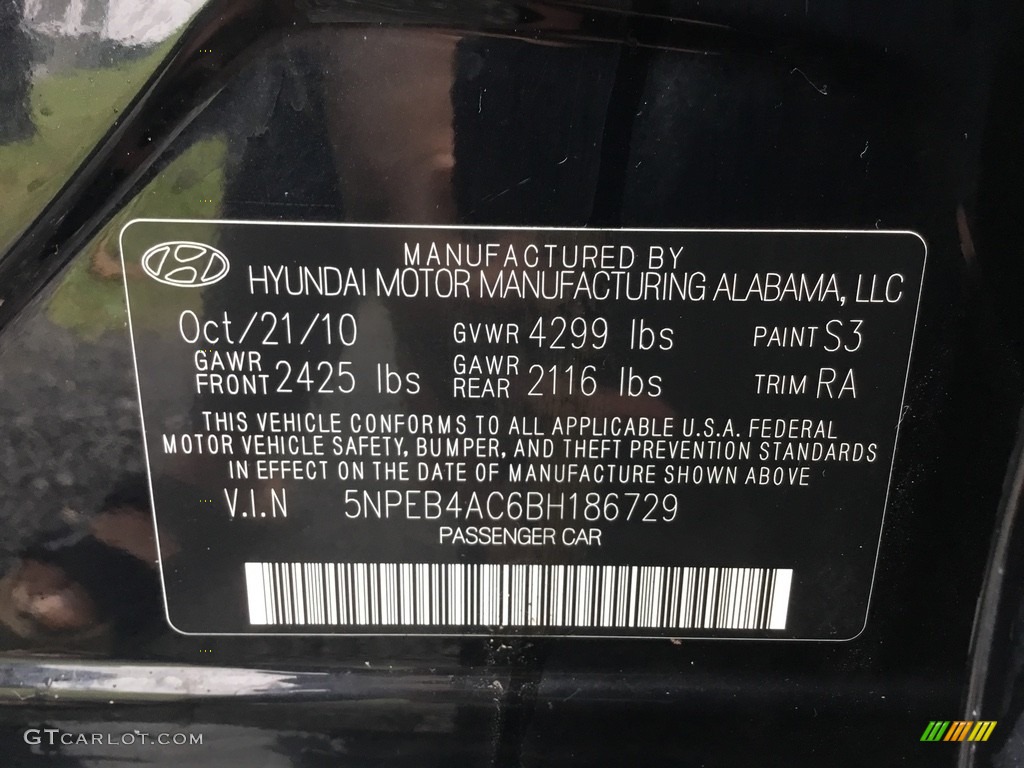 MANUFACTURED BY
HYUNDAI MOTOR MANUFACTURING ALABAMA, LLC
Oct/21/10 GVWR 4299 lbs PAINT S3
GAWR FRONT 2425 lbs GAWR REAR 2116 lbs TRIM RA
THIS VEHICLE CONFORMS TO ALL APPLICABLE U.S.A. FEDERAL
MOTOR VEHICLE SAFETY, BUMPER, AND THEFT PREVENTION STANDARDS
IN EFFECT ON THE DATE OF MANUFACTURE SHOWN ABOVE
V.I.N 5NPEB4AC6BH186729
PASSENGER CAR
GTCARLOT.COM